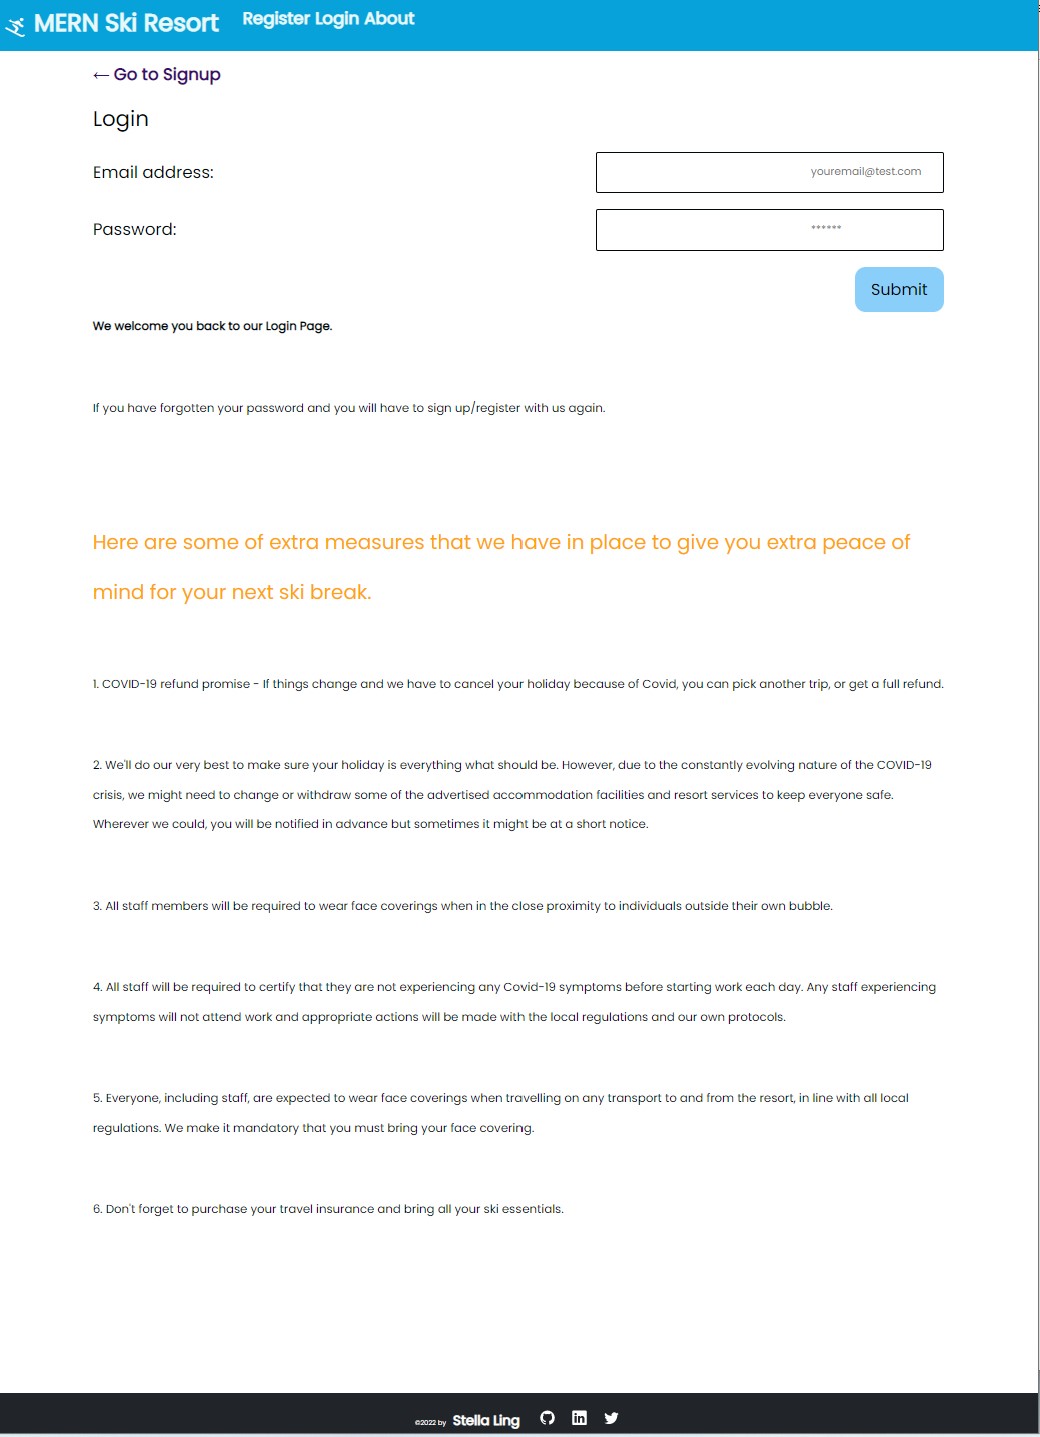 MERN Ski Resort Register Login About
← Go to Signup
Login
Email address: youremail@test.com
Password: ******
Submit
We welcome you back to our Login Page.
If you have forgotten your password and you will have to sign up/register with us again.
Here are some of extra measures that we have in place to give you extra peace of
mind for your next ski break.
1. COVID-19 refund promise - If things change and we have to cancel your holiday because of Covid, you can pick another trip, or get a full refund.
2. We'll do our very best to make sure your holiday is everything what should be. However, due to the constantly evolving nature of the COVID-19
crisis, we might need to change or withdraw some of the advertised accommodation facilities and resort services to keep everyone safe.
Wherever we could, you will be notified in advance but sometimes it might be at a short notice.
3. All staff members will be required to wear face coverings when in the close proximity to individuals outside their own bubble.
4. All staff will be required to certify that they are not experiencing any Covid-19 symptoms before starting work each day. Any staff experiencing
symptoms will not attend work and appropriate actions will be made with the local regulations and our own protocols.
5. Everyone, including staff, are expected to wear face coverings when travelling on any transport to and from the resort, in line with all local
regulations. We make it mandatory that you must bring your face covering.
6. Don't forget to purchase your travel insurance and bring all your ski essentials.
©2022 by Stella Ling